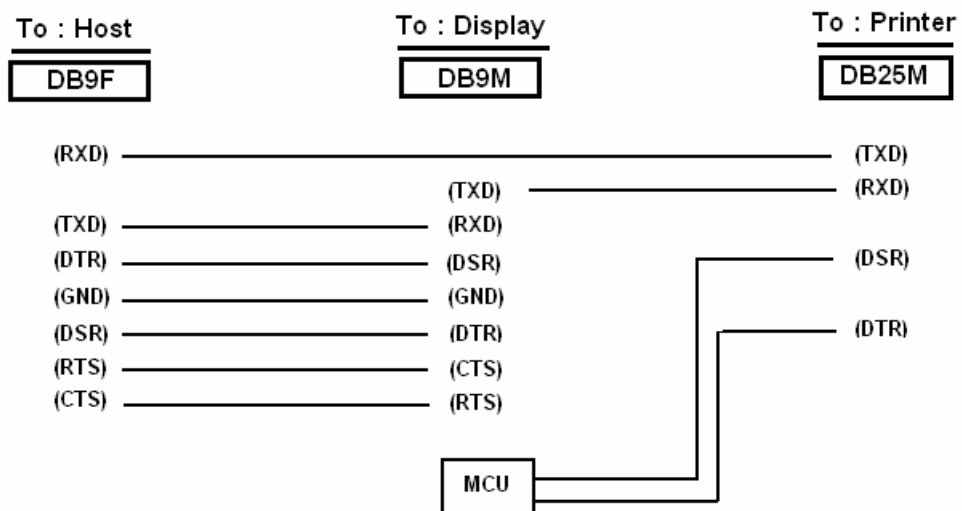 To : Host To : Display To : Printer
DB9F DB9M DB25M
(RXD) (TXD)
(TXD) (RXD)
(TXD) (RXD)
(DTR) (DSR) (DSR)
(GND) (GND)
(DSR) (DTR) (DTR)
(RTS) (CTS)
(CTS) (RTS)
MCU